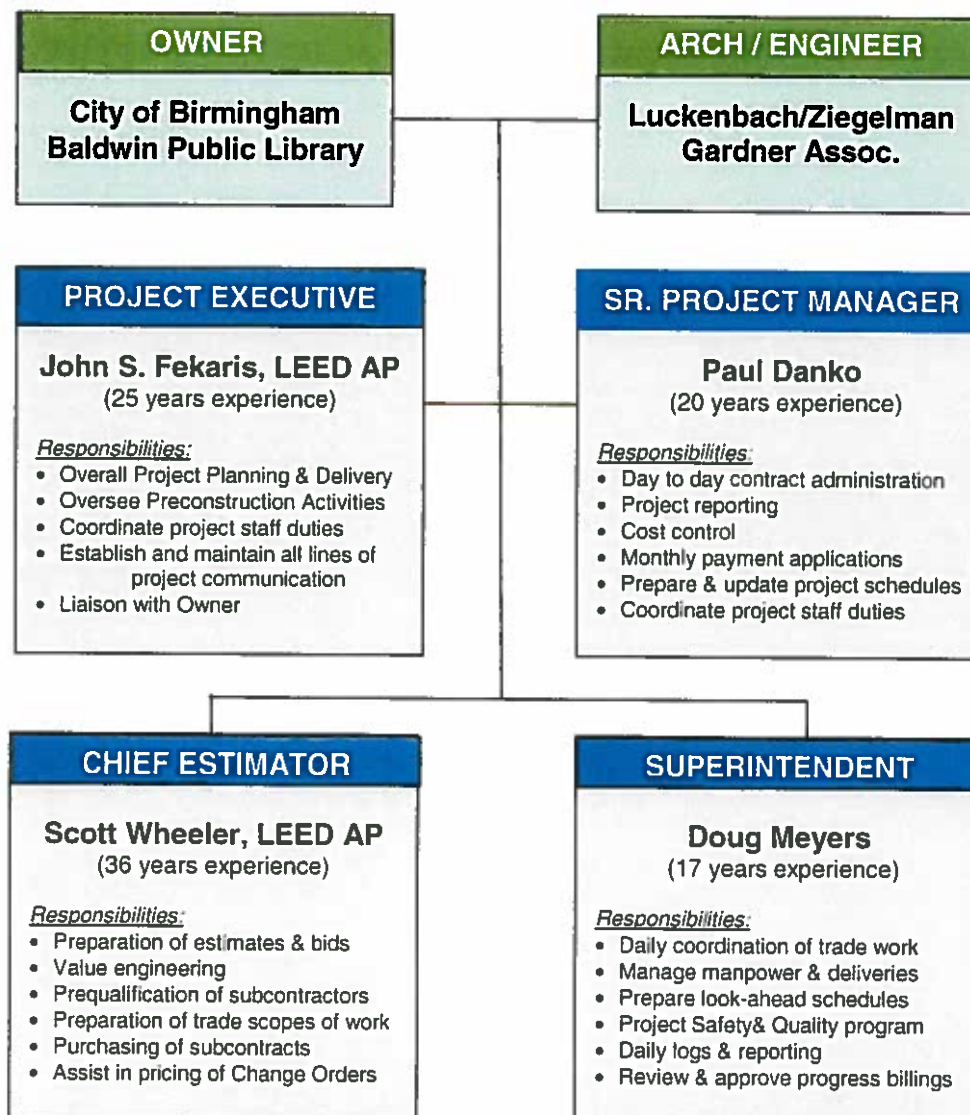 OWNER
City of Birmingham
Baldwin Public Library
ARCH / ENGINEER
Luckenbach/Ziegelman
Gardner Assoc.
PROJECT EXECUTIVE
John S. Fekaris, LEED AP
(25 years experience)
Responsibilities:
• Overall Project Planning & Delivery
• Oversee Preconstruction Activities
• Coordinate project staff duties
• Establish and maintain all lines of
project communication
• Liaison with Owner
SR. PROJECT MANAGER
Paul Danko
(20 years experience)
Responsibilities:
• Day to day contract administration
• Project reporting
• Cost control
• Monthly payment applications
• Prepare & update project schedules
• Coordinate project staff duties
CHIEF ESTIMATOR
Scott Wheeler, LEED AP
(36 years experience)
Responsibilities:
• Preparation of estimates & bids
• Value engineering
• Prequalification of subcontractors
• Preparation of trade scopes of work
• Purchasing of subcontracts
• Assist in pricing of Change Orders
SUPERINTENDENT
Doug Meyers
(17 years experience)
Responsibilities:
• Daily coordination of trade work
• Manage manpower & deliveries
• Prepare look-ahead schedules
• Project Safety& Quality program
• Daily logs & reporting
• Review & approve progress billings